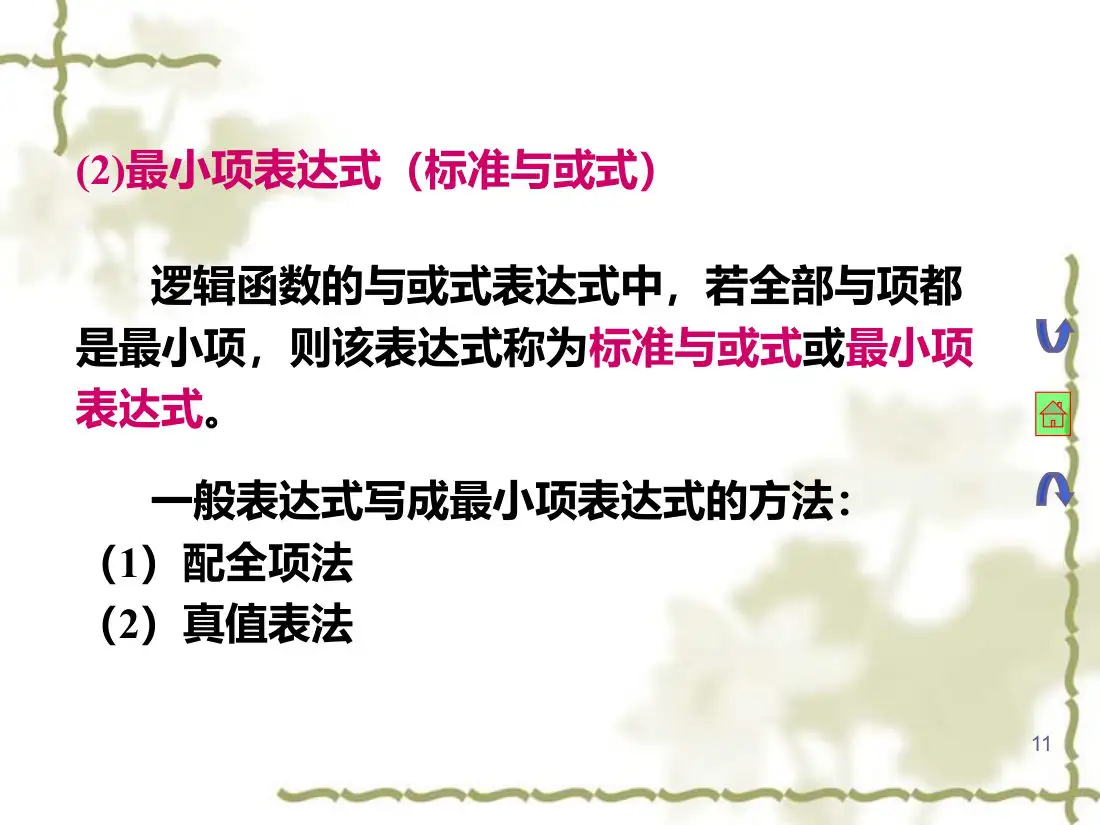 (2)最小项表达式（标准与或式）
逻辑函数的与或式表达式中，若全部与项都
是最小项，则该表达式称为标准与或式或最小项
表达式。
一般表达式写成最小项表达式的方法：
（1）配全项法
（2）真值表法
11